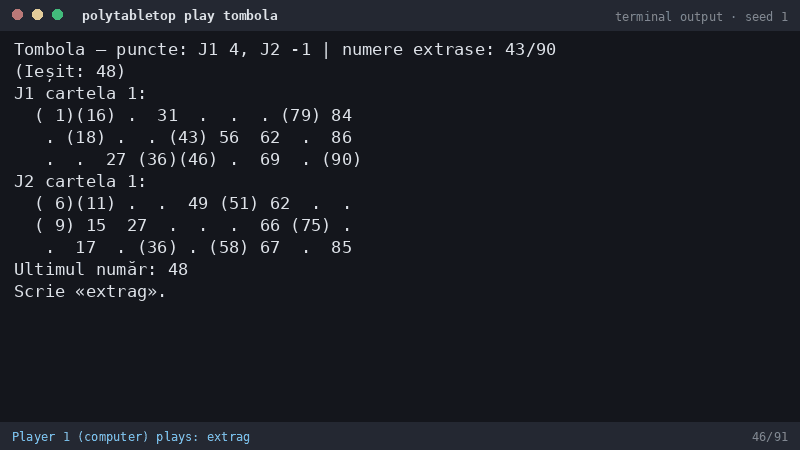 polytabletop play tombola
terminal output · seed 1
Tombola — puncte: J1 4, J2 -1 | numere extrase: 43/90
(Ieșit: 48)
J1 cartela 1:
( 1)(16) .  31  .  .  . (79) 84
. (18) .  . (43) 56  62  .  86
.  .  27 (36)(46) .  69  . (90)
J2 cartela 1:
( 6)(11) .  .  49 (51) 62  .  .
( 9) 15  27  .  .  .  66 (75) .
.  17  . (36) . (58) 67  .  85
Ultimul număr: 48
Scrie «extrag».
Player 1 (computer) plays: extrag
46/91